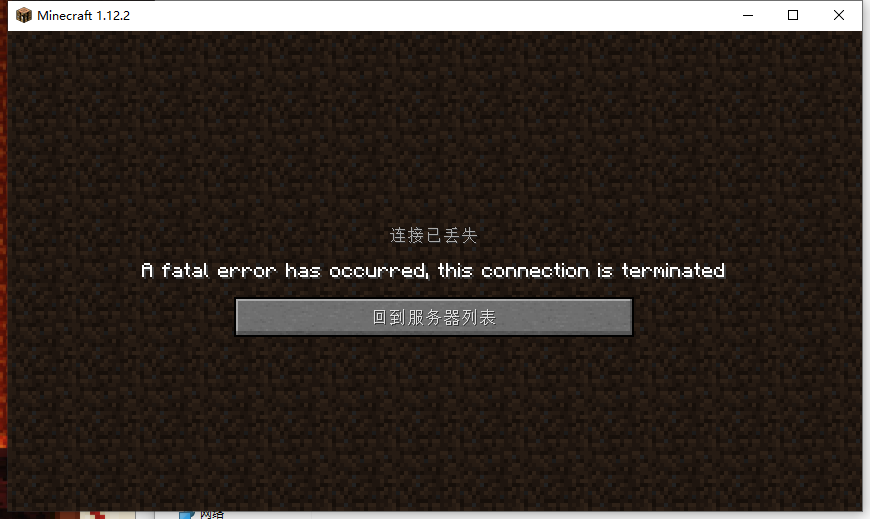 Minecraft 1.12.2
连接已丢失
A fatal error has occurred, this connection is terminated
回到服务器列表
网络